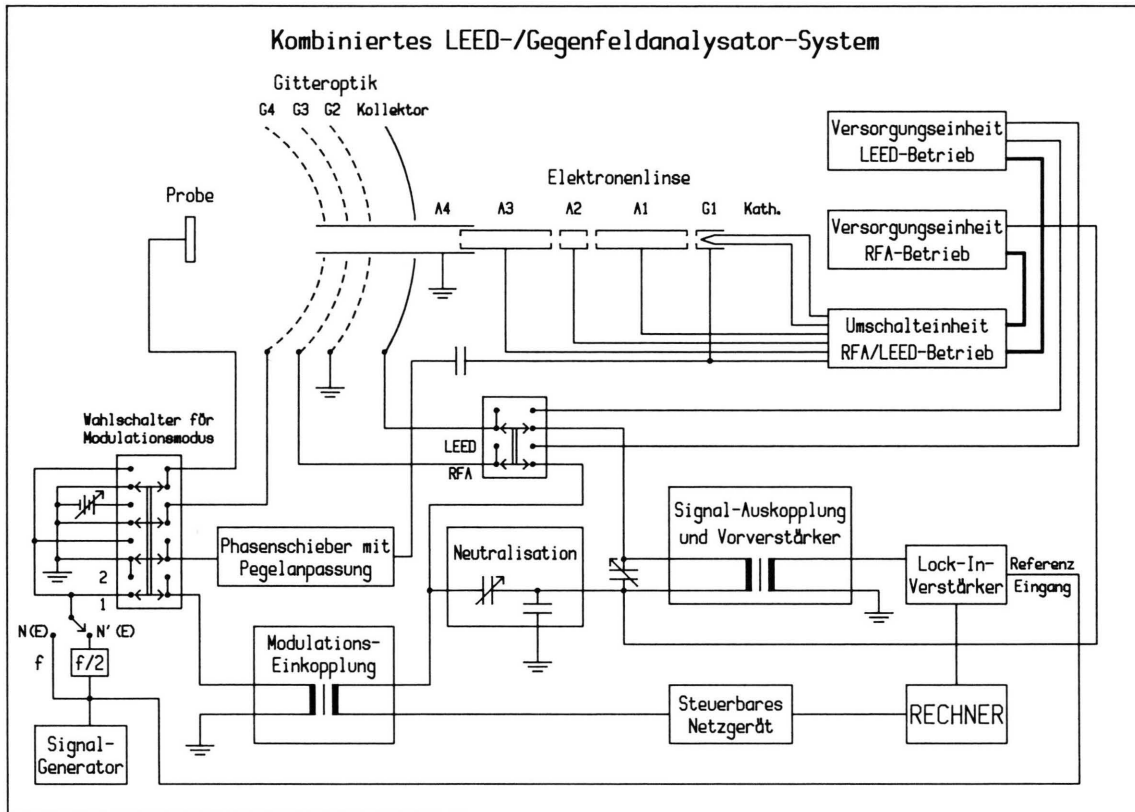 Kombiniertes LEED-/Gegenfeldanalysator-System
Gitteroptik
G4 G3 G2 Kollektor
Probe
Elektronenlinse
A4 A3 A2 A1 G1 Kath.
Versorgungseinheit
LEED-Betrieb
Versorgungseinheit
RFA-Betrieb
Umschalteinheit
RFA/LEED-Betrieb
Wahlschalter för
Modulationsmodus
LEED
RFA
2
1
Phasenschieber mit
Pegelanpassung
Neutralisation
Signal-Auskopplung
und Vorverstärker
Lock-In-
Verstärker
Referenz
Eingang
N(E) N'(E)
f
f/2
Signal-
Generator
Modulations-
Einkopplung
Steuerbares
Netzgerät
RECHNER